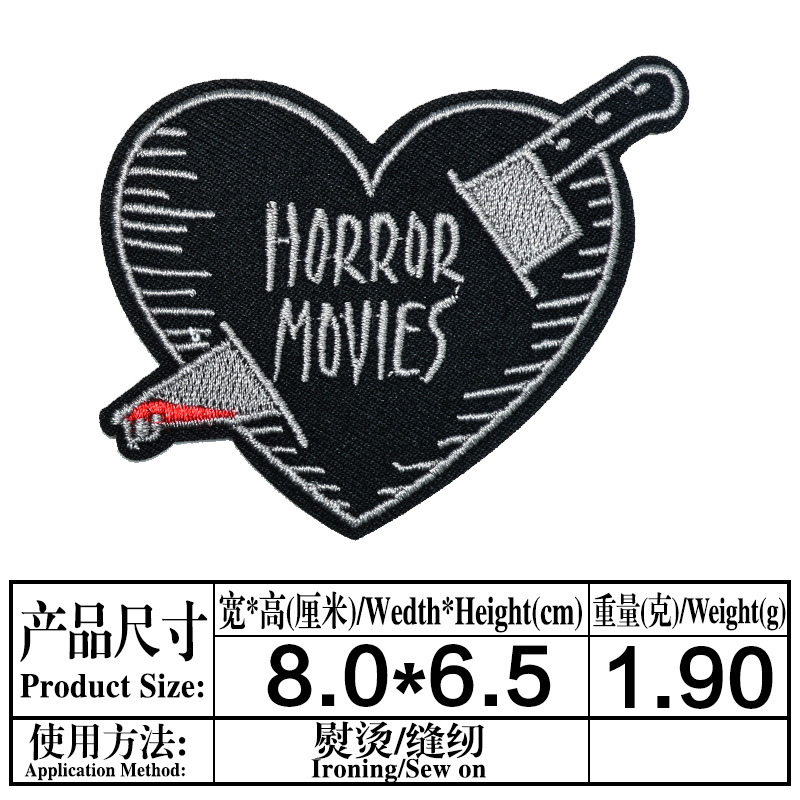 HORROR
MOVIES
产品尺寸
Product Size:
宽*高(厘米)/Wedth*Height(cm)
重量(克)/Weight(g)
8.0*6.5
1.90
使用方法:
Application Method:
熨烫/缝纫
Ironing/Sew on